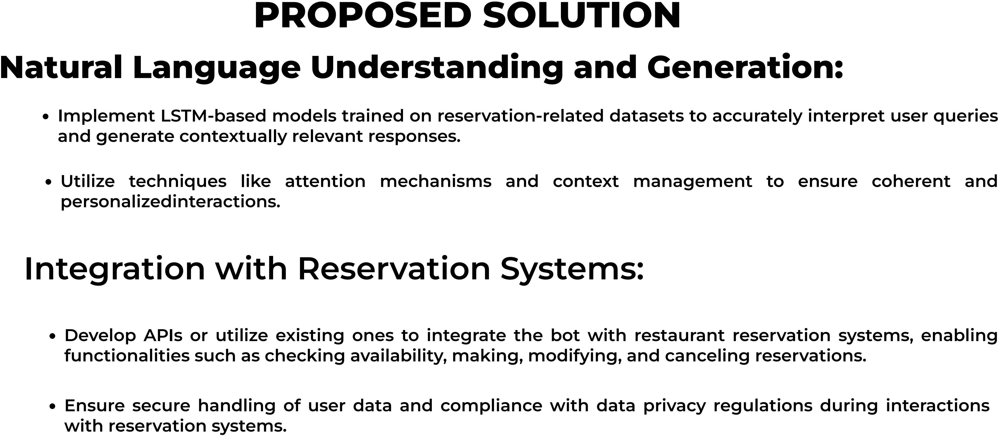 PROPOSED SOLUTION
Natural Language Understanding and Generation:
• Implement LSTM-based models trained on reservation-related datasets to accurately interpret user queries
and generate contextually relevant responses.
• Utilize techniques like attention mechanisms and context management to ensure coherent and
personalizedinteractions.
Integration with Reservation Systems:
• Develop APIs or utilize existing ones to integrate the bot with restaurant reservation systems, enabling
functionalities such as checking availability, making, modifying, and canceling reservations.
• Ensure secure handling of user data and compliance with data privacy regulations during interactions
with reservation systems.